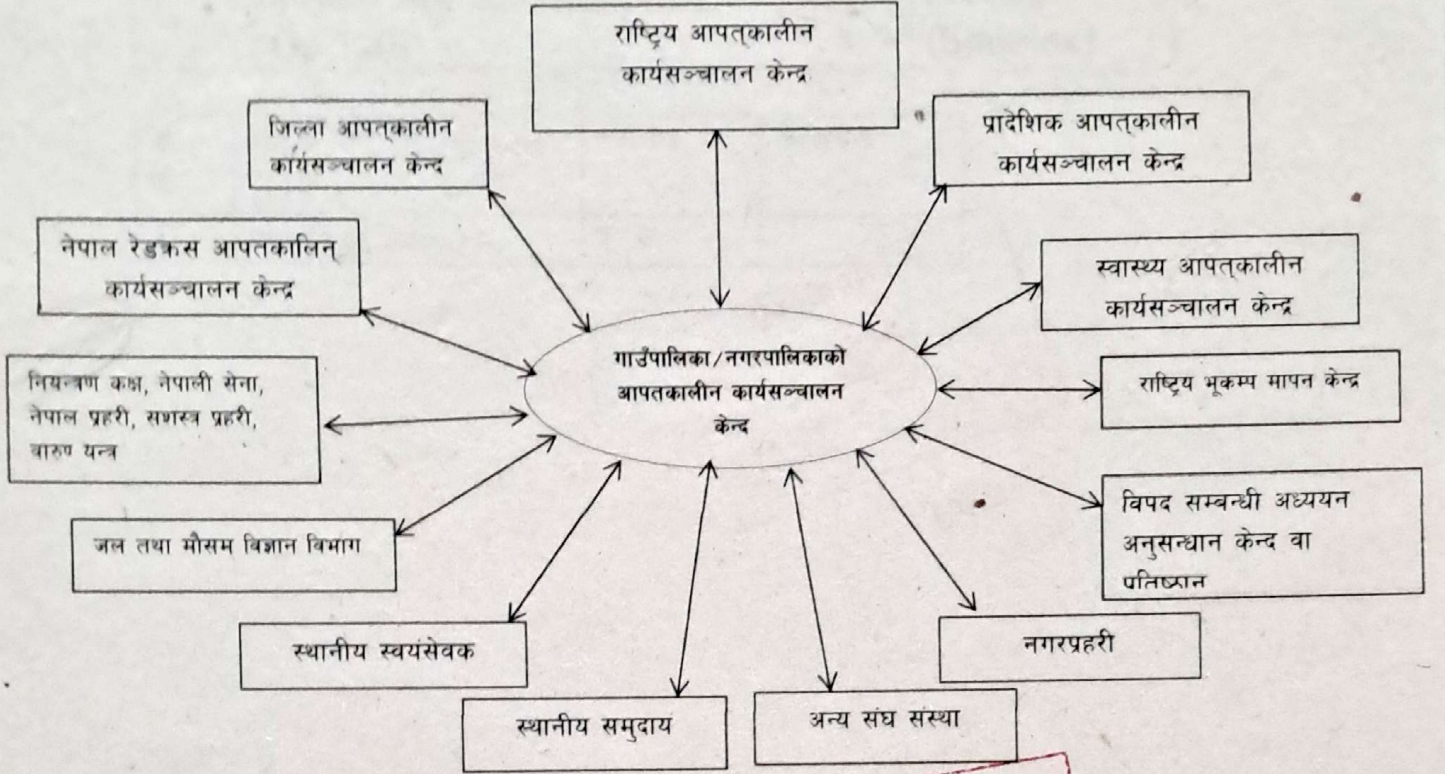 राष्ट्रिय आपत्‌कालीन
कार्यसञ्चालन केन्द्र
जिल्ला आपत्‌कालीन
कार्यसञ्चालन केन्द
प्रादेशिक आपत्‌कालीन
कार्यसञ्चालन केन्द्र
नेपाल रेडक्रस आपतकालिन्
कार्यसञ्चालन केन्द्र
स्वास्थ्य आपत्‌कालीन
कार्यसञ्चालन केन्द्र
गाउँपालिका/नगरपालिकाको
आपतकालीन कार्यसञ्चालन
केन्द
नियन्त्रण कक्ष, नेपाली सेना,
नेपाल प्रहरी, सशस्त्र प्रहरी,
वारुण यन्त्र
राष्ट्रिय भूकम्प मापन केन्द्र
विपद सम्बन्धी अध्ययन
अनुसन्धान केन्द वा
प्रतिष्ठान
जल तथा मौसम विज्ञान विभाग
स्थानीय स्वयंसेवक
नगरप्रहरी
स्थानीय समुदाय
अन्य संघ संस्था